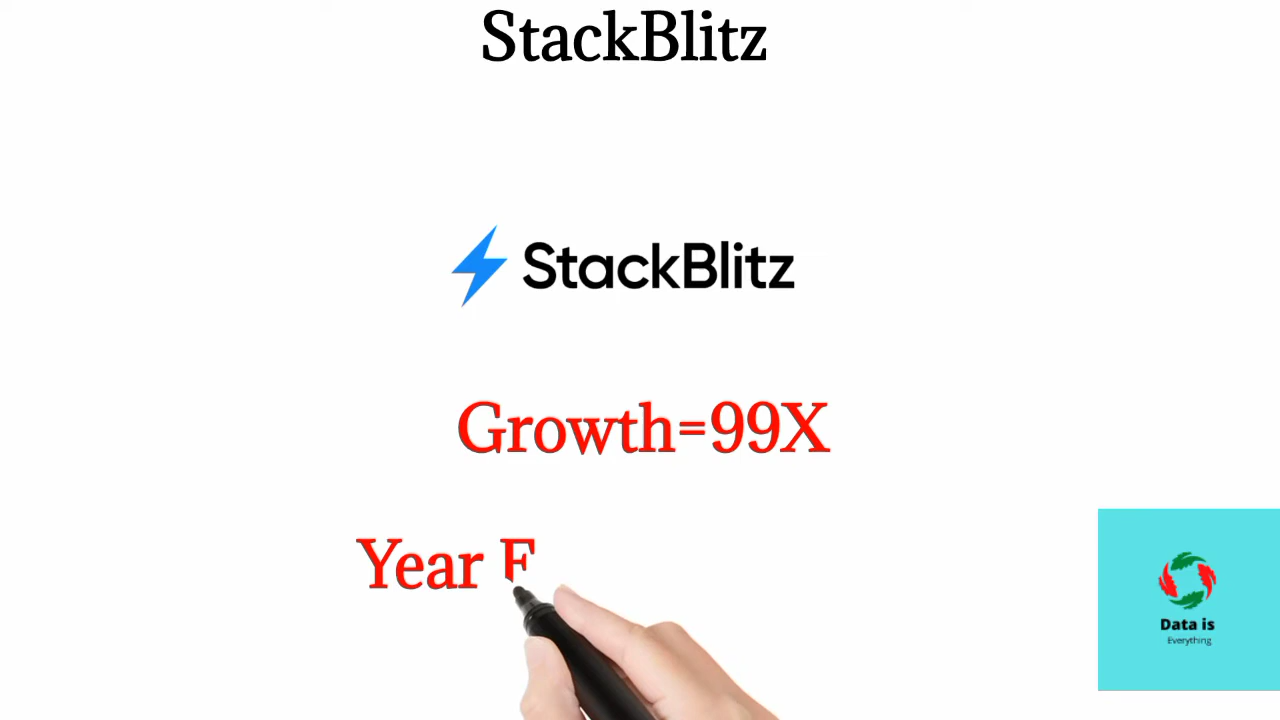 StackBlitz
StackBlitz
Growth=99X
Year
Data is
Everything